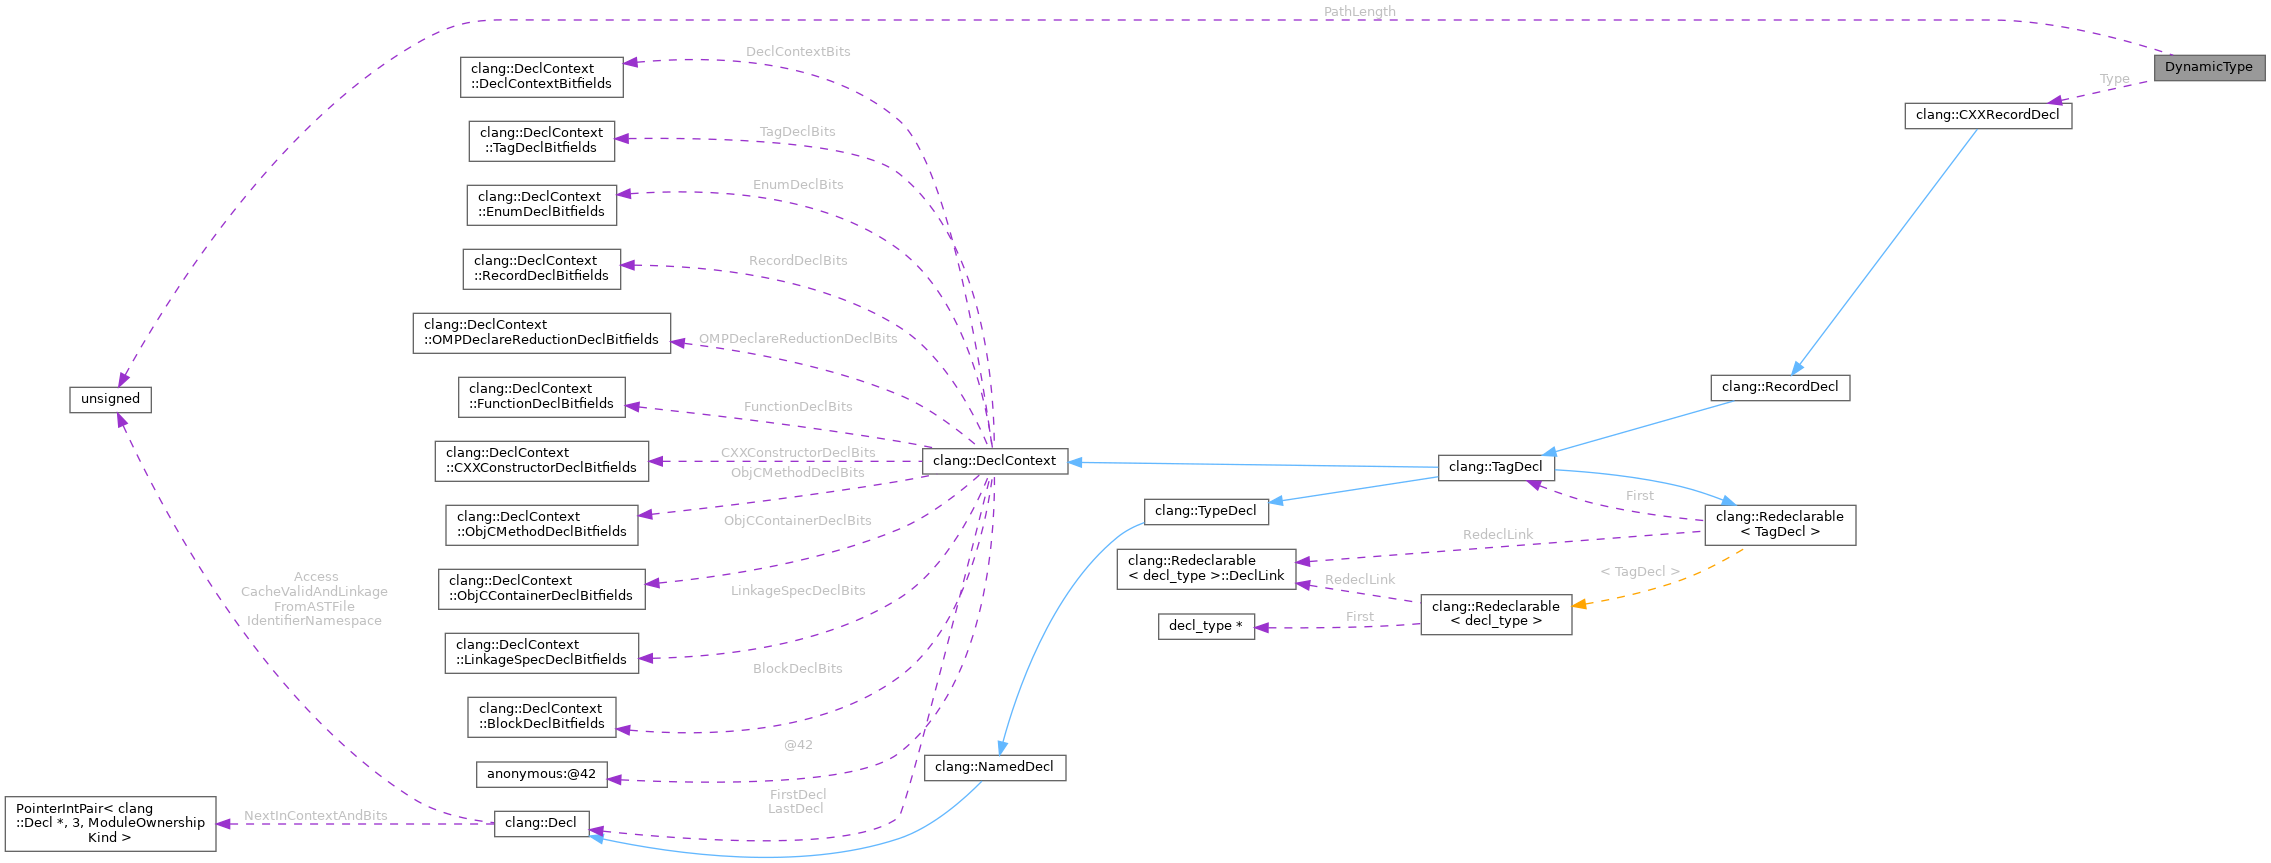 PathLength
DynamicType
Type
clang::CXXRecordDecl
DeclContextBits
clang::DeclContext
::DeclContextBitfields
TagDeclBits
clang::DeclContext
::TagDeclBitfields
EnumDeclBits
clang::DeclContext
::EnumDeclBitfields
RecordDeclBits
clang::DeclContext
::RecordDeclBitfields
OMPDeclareReductionDeclBits
clang::DeclContext
::OMPDeclareReductionDeclBitfields
unsigned
FunctionDeclBits
clang::DeclContext
::FunctionDeclBitfields
clang::RecordDecl
CXXConstructorDeclBits
clang::DeclContext
::CXXConstructorDeclBitfields
clang::DeclContext
clang::TagDecl
ObjCMethodDeclBits
clang::DeclContext
::ObjCMethodDeclBitfields
clang::TypeDecl
First
clang::Redeclarable
< TagDecl >
ObjCContainerDeclBits
clang::DeclContext
::ObjCContainerDeclBitfields
RedeclLink
clang::Redeclarable
< decl_type >::DeclLink
RedeclLink
< TagDecl >
clang::Redeclarable
< decl_type >
First
decl_type *
Access
CacheValidAndLinkage
FromASTFile
IdentifierNamespace
LinkageSpecDeclBits
clang::DeclContext
::LinkageSpecDeclBitfields
BlockDeclBits
clang::DeclContext
::BlockDeclBitfields
@42
anonymous:@42
clang::NamedDecl
FirstDecl
LastDecl
PointerIntPair< clang
::Decl *, 3, ModuleOwnership
Kind >
NextInContextAndBits
clang::Decl